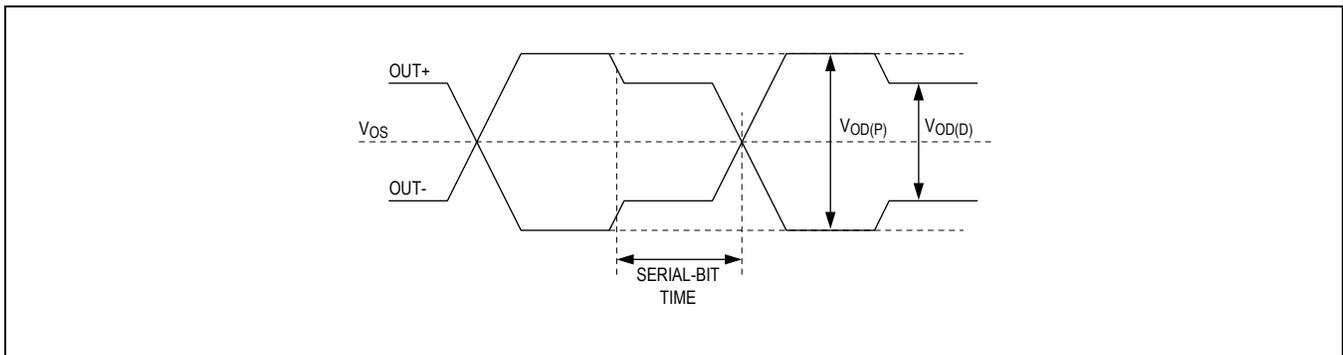 OUT+
VOS
VOD(P)
VOD(D)
OUT-
SERIAL-BIT
TIME